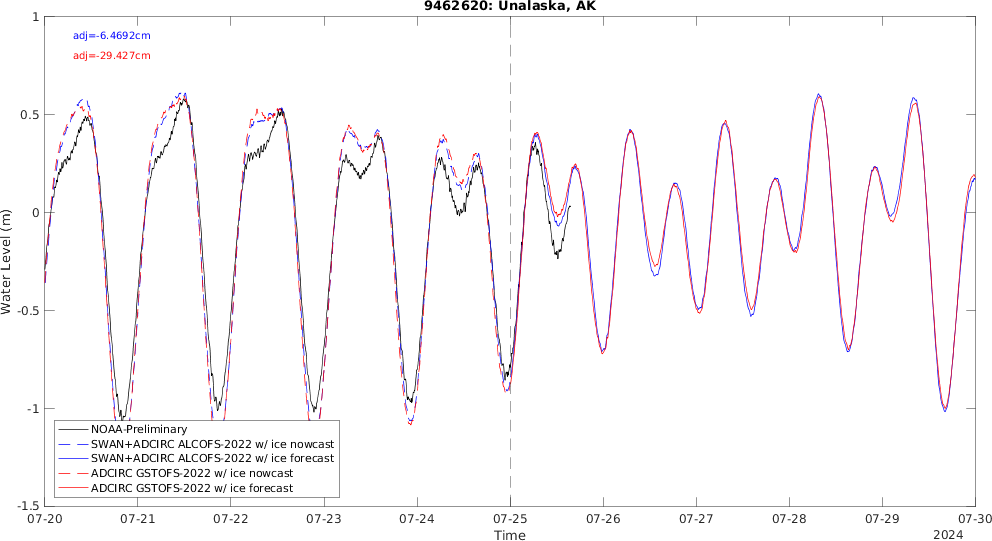 9462620: Unalaska, AK
adj=-6.4692cm
adj=-29.427cm
1
0.5
0
-0.5
-1
-1.5
Water Level (m)
NOAA-Preliminary
SWAN+ADCIRC ALCOFS-2022 w/ ice nowcast
SWAN+ADCIRC ALCOFS-2022 w/ ice forecast
ADCIRC GSTOFS-2022 w/ ice nowcast
ADCIRC GSTOFS-2022 w/ ice forecast
07-20 07-21 07-22 07-23 07-24 07-25 07-26 07-27 07-28 07-29 07-30
Time
2024